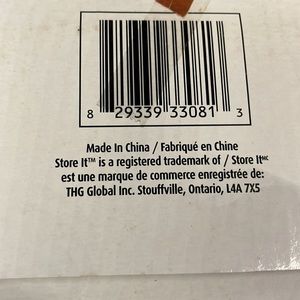 8 29339 33081 3
Made In China / Fabriqué en Chine
Store It™ is a registered trademark of / Store Itᴹᶜ
est une marque de commerce enregistrée de:
THG Global Inc. Stouffville, Ontario, L4A 7X5